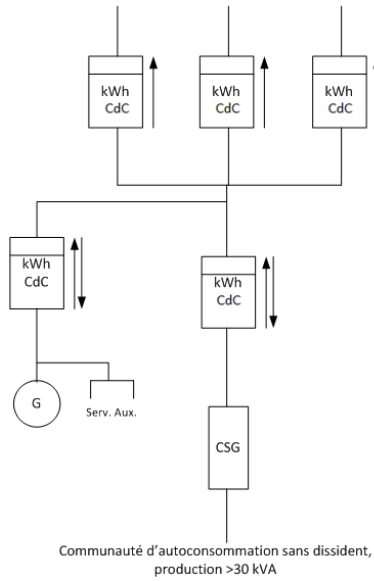 kWh
CdC
kWh
CdC
kWh
CdC
kWh
CdC
kWh
CdC
G
Serv. Aux.
CSG
Communauté d'autoconsommation sans dissident,
production >30 kVA